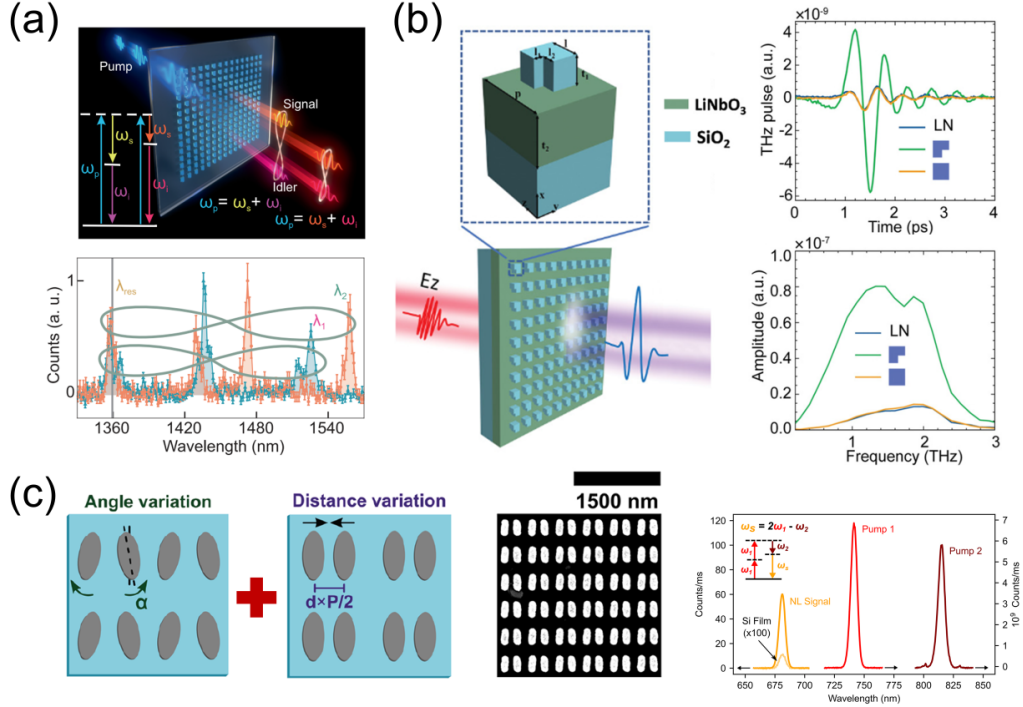 (a)
Pump
Signal
Idler
ωp
ωs
ωi
ωs
ωi
ωp = ωs + ωi
ωp = ωs + ωi
Counts (a. u.)
1
0
λres
λ2
λ1
1360 1420 1480 1540
Wavelength (nm)
(b)
l
l1 l2
t1
p
t2
x
z y
LiNbO3
SiO2
Ez
×10-9
THz pulse (a.u.)
4
2
0
-2
-4
-6
LN
0 1 2 3 4
Time (ps)
×10-7
Amplitude (a.u.)
1.0
0.8
0.6
0.4
0.2
0.0
LN
1 2 3
Frequency (THz)
(c)
Angle variation
α
Distance variation
d×P/2
1500 nm
Counts/ms
120
100
80
60
40
20
0
ωS = 2ω1 - ω2
ω1
ω1
ω2
ωs
Pump 1
Pump 2
NL Signal
Si Film
(x100)
7
6
5
4
3
2
1
0
10⁹ Counts/ms
650 675 700 725 750 775 800 825 850
Wavelength (nm)